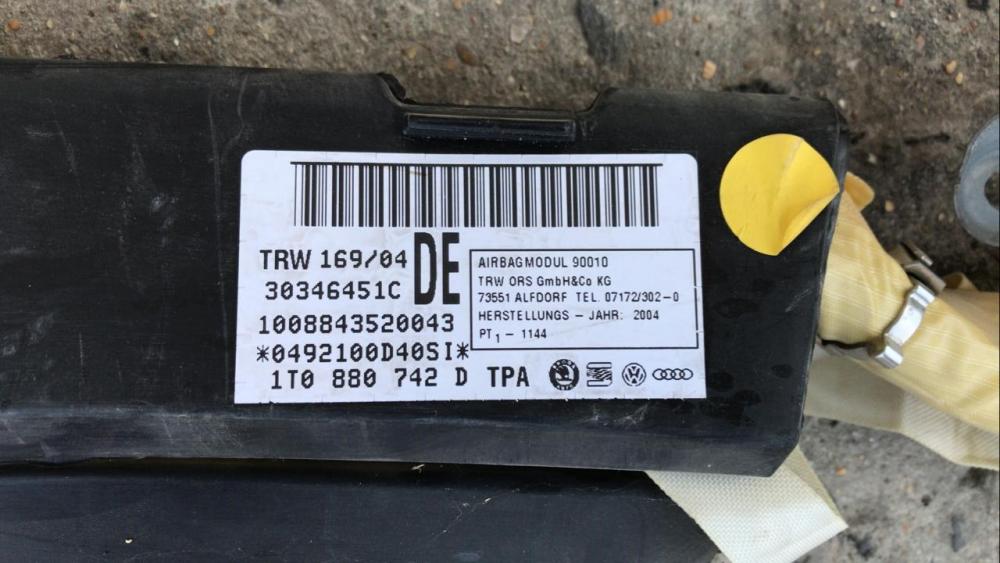 TRW 169/04 DE
30346451C
1008843520043
*0492100D40SI*
1T0 880 742 D TPA
AIRBAGMODUL 90010
TRW ORS GmbH&Co KG
73551 ALFDORF TEL. 07172/302-0
HERSTELLUNGS - JAHR: 2004
PT1 - 1144